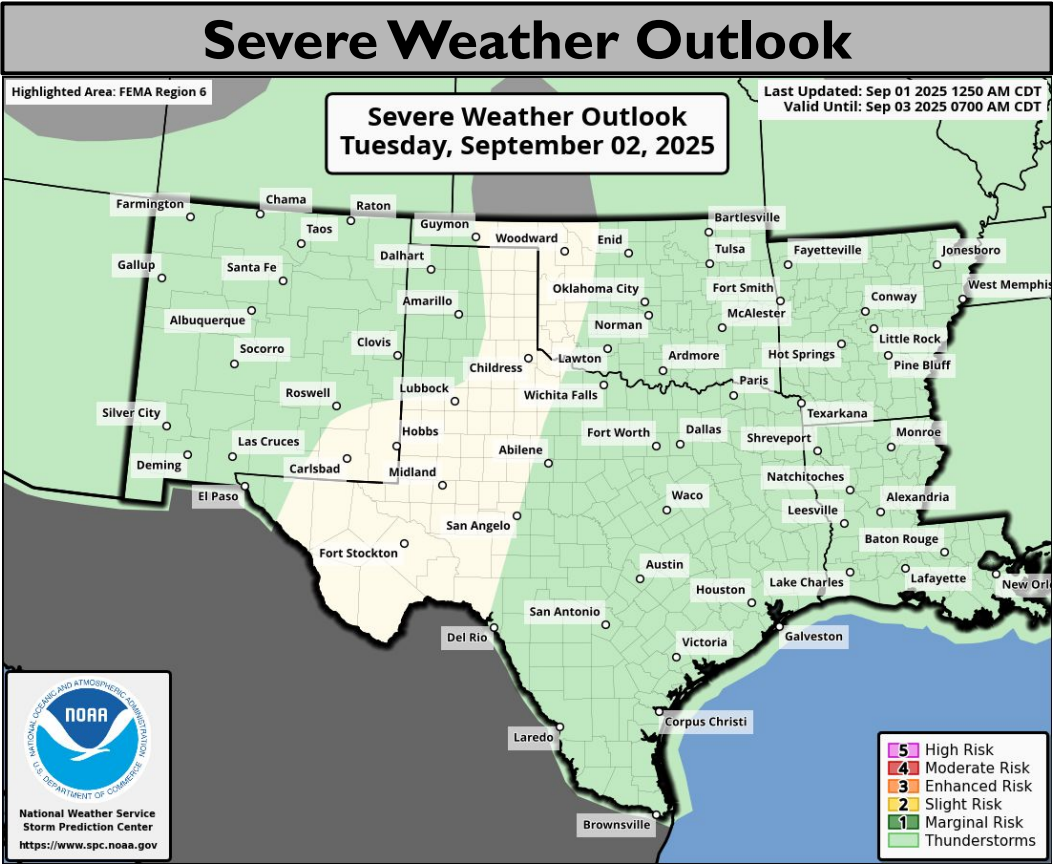 Severe Weather Outlook
Highlighted Area: FEMA Region 6
Last Updated: Sep 01 2025 1250 AM CDT
Valid Until: Sep 03 2025 0700 AM CDT
Severe Weather Outlook
Tuesday, September 02, 2025
Farmington
Chama
Raton
Taos
Guymon
Woodward
Enid
Bartlesville
Tulsa
Fayetteville
Jonesboro
Gallup
Santa Fe
Dalhart
Oklahoma City
Fort Smith
West Memphis
Albuquerque
Amarillo
Norman
McAlester
Conway
Little Rock
Socorro
Clovis
Childress
Lawton
Ardmore
Hot Springs
Pine Bluff
Roswell
Lubbock
Wichita Falls
Paris
Texarkana
Silver City
Las Cruces
Hobbs
Abilene
Fort Worth
Dallas
Shreveport
Monroe
Deming
Carlsbad
Midland
Natchitoches
El Paso
San Angelo
Waco
Leesville
Alexandria
Fort Stockton
Baton Rouge
Austin
Houston
Lake Charles
Lafayette
New Orl
Del Rio
San Antonio
Victoria
Galveston
Laredo
Corpus Christi
Brownsville
NATIONAL OCEANIC AND ATMOSPHERIC ADMINISTRATION
NOAA
U.S. DEPARTMENT OF COMMERCE
National Weather Service
Storm Prediction Center
https://www.spc.noaa.gov
5 High Risk
4 Moderate Risk
3 Enhanced Risk
2 Slight Risk
1 Marginal Risk
Thunderstorms